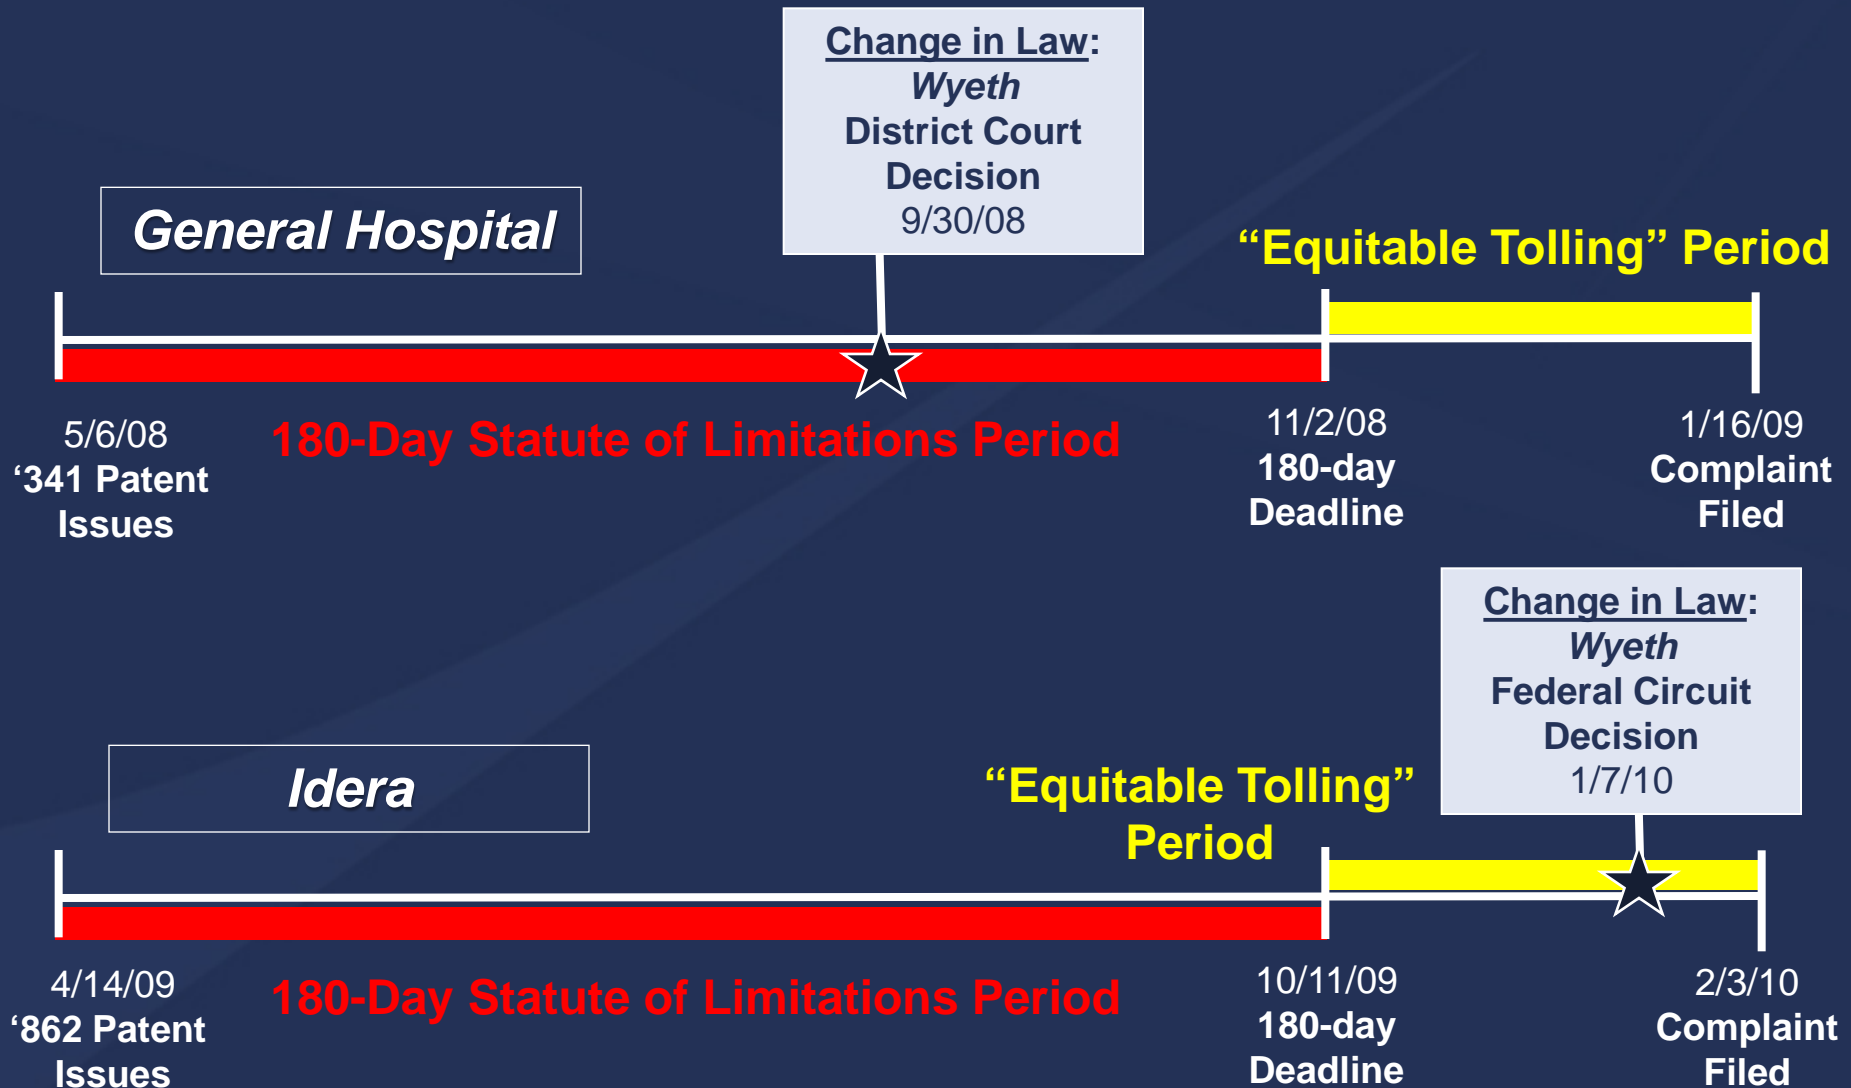 Change in Law:
Wyeth
District Court
Decision
9/30/08
General Hospital
“Equitable Tolling” Period
5/6/08
‘341 Patent
Issues
180-Day Statute of Limitations Period
11/2/08
180-day
Deadline
1/16/09
Complaint
Filed
Change in Law:
Wyeth
Federal Circuit
Decision
1/7/10
Idera
“Equitable Tolling”
Period
4/14/09
‘862 Patent
Issues
180-Day Statute of Limitations Period
10/11/09
180-day
Deadline
2/3/10
Complaint
Filed